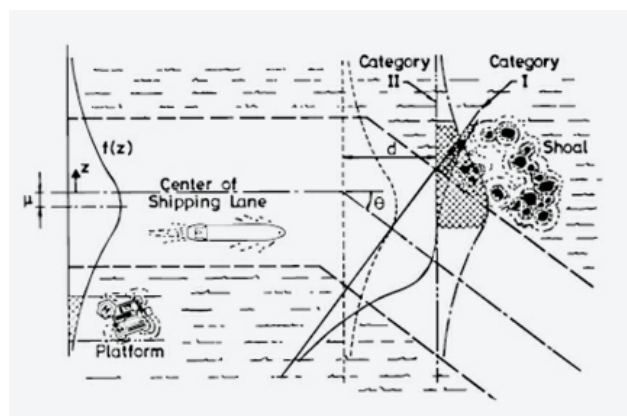 Category
II
Category
I
f(z)
Shoal
d
z
Center of
Shipping Lane
μ
θ
Platform